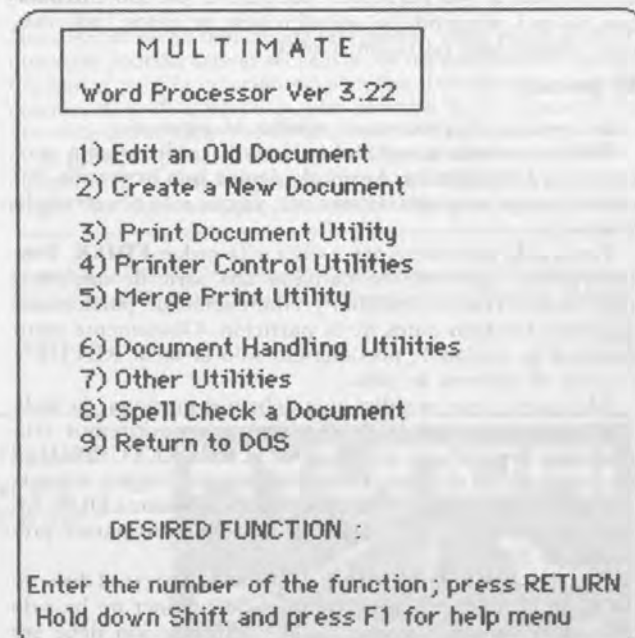 MULTIMATE
Word Processor Ver 3.22
1) Edit an Old Document
2) Create a New Document
3) Print Document Utility
4) Printer Control Utilities
5) Merge Print Utility
6) Document Handling Utilities
7) Other Utilities
8) Spell Check a Document
9) Return to DOS
DESIRED FUNCTION :
Enter the number of the function; press RETURN
Hold down Shift and press F1 for help menu